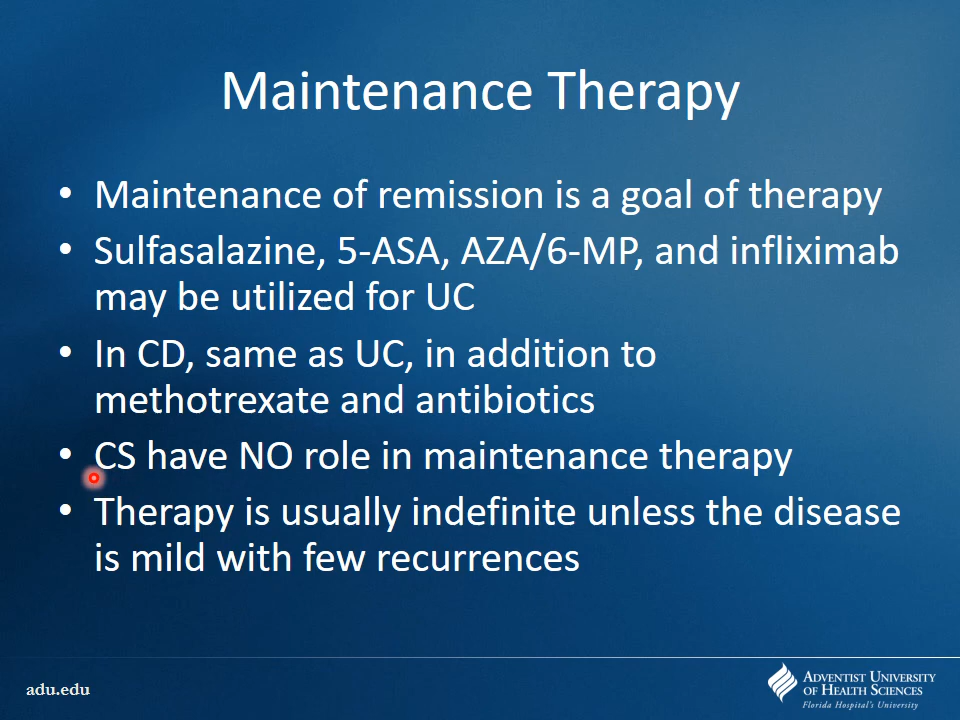 Maintenance Therapy
• Maintenance of remission is a goal of therapy
• Sulfasalazine, 5-ASA, AZA/6-MP, and infliximab
may be utilized for UC
• In CD, same as UC, in addition to
methotrexate and antibiotics
• CS have NO role in maintenance therapy
• Therapy is usually indefinite unless the disease
is mild with few recurrences
adu.edu
ADVENTIST UNIVERSITY
OF HEALTH SCIENCES
Florida Hospital's University